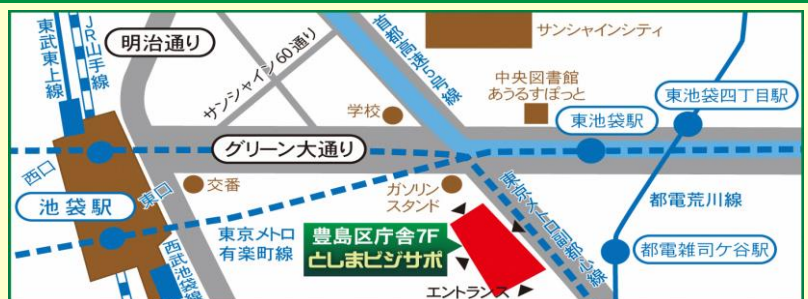 東武東上線
JR山手線
明治通り
サンシャイン60通り
首都高速5号線
サンシャインシティ
中央図書館
あうるすぽっと
学校
東池袋駅
東池袋四丁目駅
グリーン大通り
西口
池袋駅
東口
交番
ガソリン
スタンド
東京メトロ副都心線
都電荒川線
西武池袋線
東京メトロ
有楽町線
豊島区庁舎7F
としまビジサポ
都電雑司ケ谷駅
エントランス